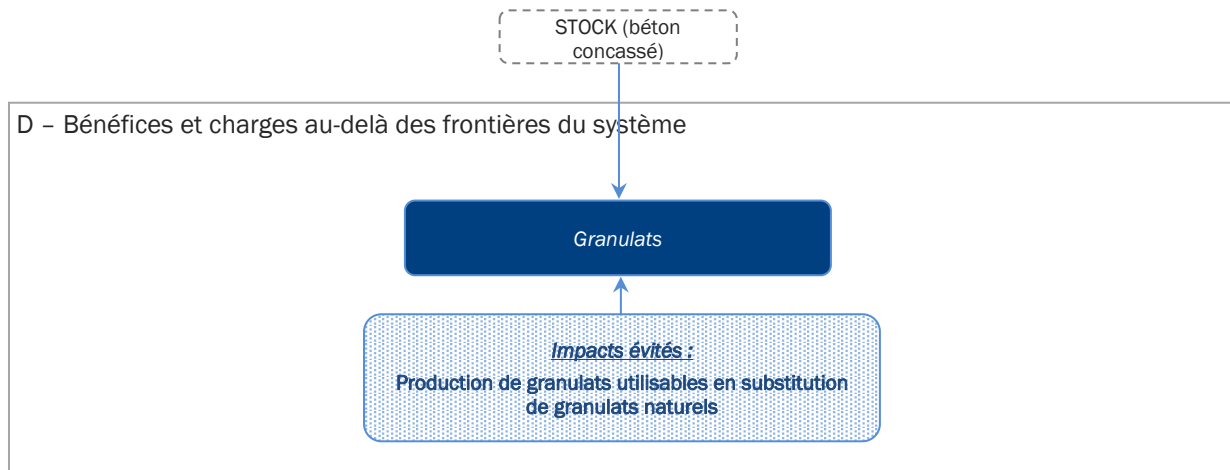 STOCK (béton
concassé)
D – Bénéfices et charges au-delà des frontières du système
Granulats
Impacts évités :
Production de granulats utilisables en substitution
de granulats naturels